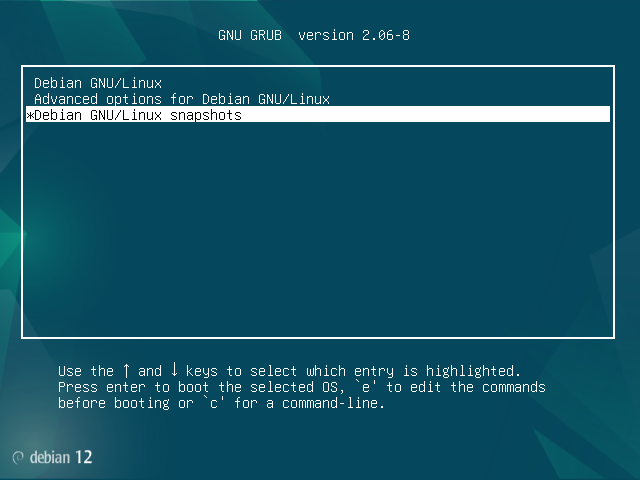 GNU GRUB  version 2.06-8
Debian GNU/Linux
Advanced options for Debian GNU/Linux
*Debian GNU/Linux snapshots
Use the ↑ and ↓ keys to select which entry is highlighted.
Press enter to boot the selected OS, `e' to edit the commands
before booting or `c' for a command-line.
debian 12